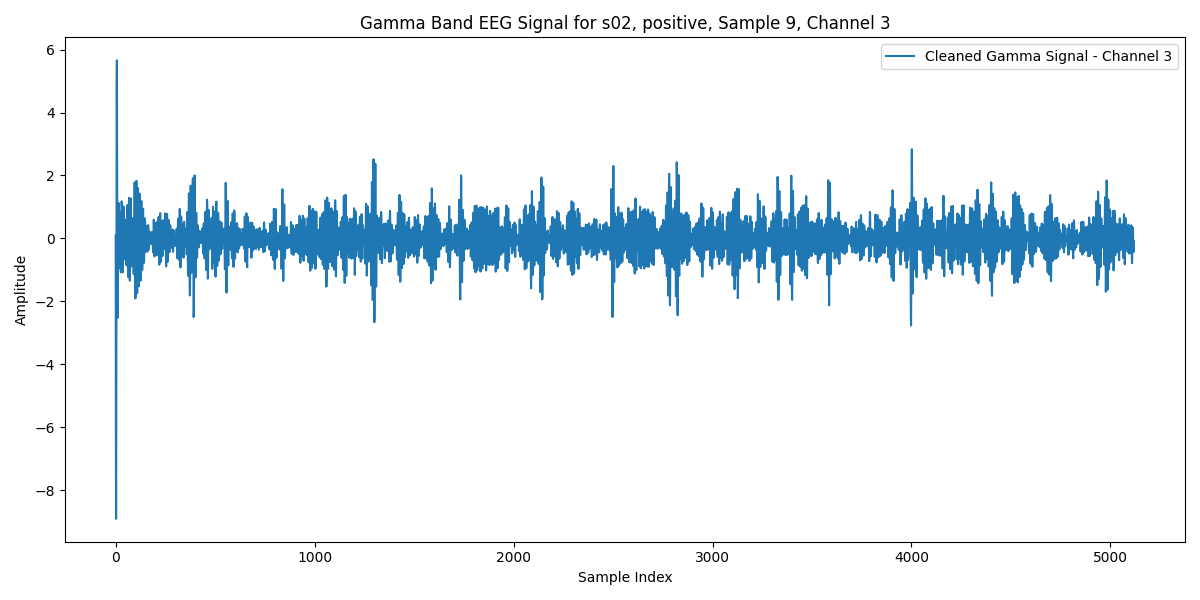 Gamma Band EEG Signal for s02, positive, Sample 9, Channel 3
Cleaned Gamma Signal - Channel 3
6
4
2
0
−2
−4
−6
−8
Amplitude
0 1000 2000 3000 4000 5000
Sample Index